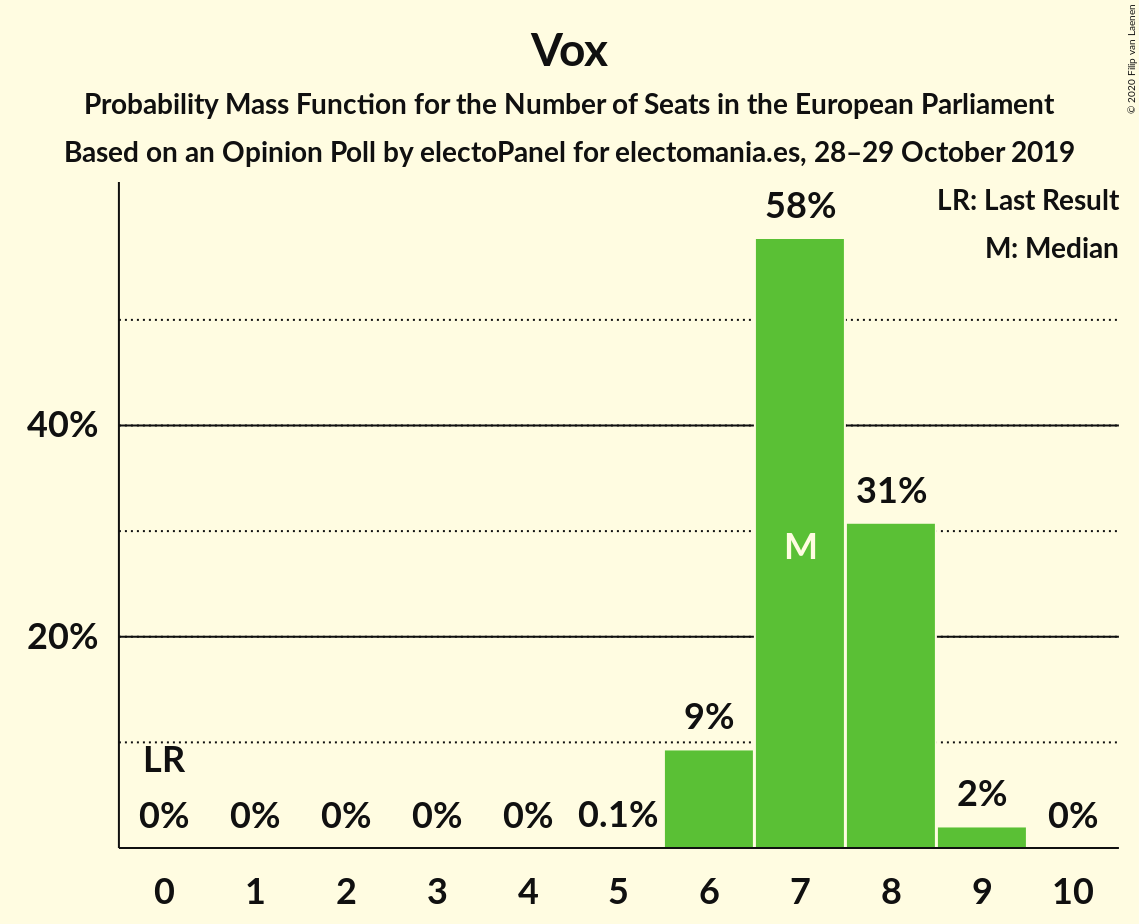 Vox
Probability Mass Function for the Number of Seats in the European Parliament
Based on an Opinion Poll by electoPanel for electomania.es, 28–29 October 2019
© 2020 Filip van Laenen
LR: Last Result
M: Median
58%
40%
31%
M
20%
9%
LR
0% 0% 0% 0% 0% 0.1% 2% 0%
0 1 2 3 4 5 6 7 8 9 10